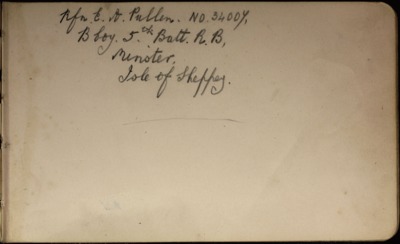 Rfn E. A. Pullen. NO. 34007,
B Coy. 5th Batt. R. B,
Minster.
Isle of Sheppey.